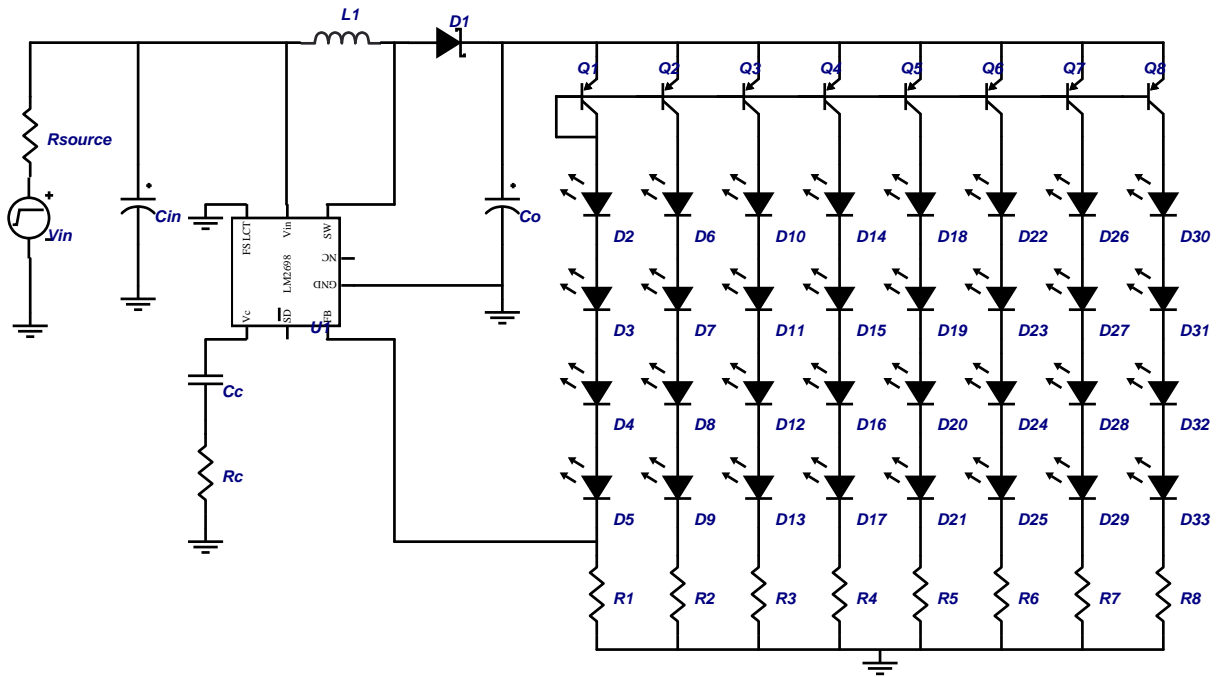 L1
D1
Q1 Q2 Q3 Q4 Q5 Q6 Q7 Q8
Rsource
+
Vin
-
Cin
+
Co
+
FSLCT
Vin
SW
NC
LM2698
GND
Vc
SD
FB
U1
Cc
Rc
D2 D6 D10 D14 D18 D22 D26 D30
D3 D7 D11 D15 D19 D23 D27 D31
D4 D8 D12 D16 D20 D24 D28 D32
D5 D9 D13 D17 D21 D25 D29 D33
R1 R2 R3 R4 R5 R6 R7 R8